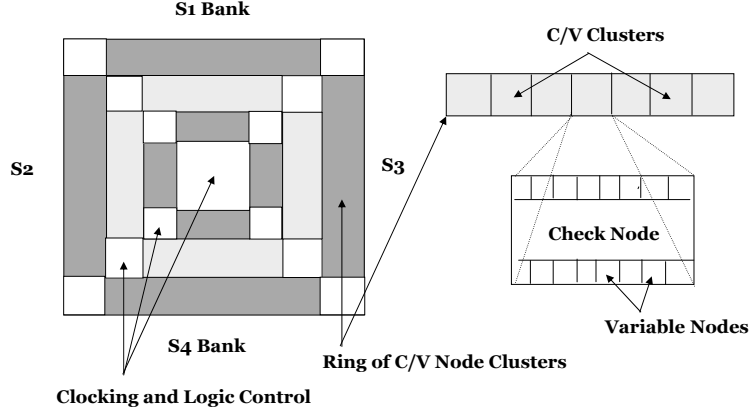 S1 Bank
C/V Clusters
S2
S3
Check Node
Variable Nodes
S4 Bank
Ring of C/V Node Clusters
Clocking and Logic Control